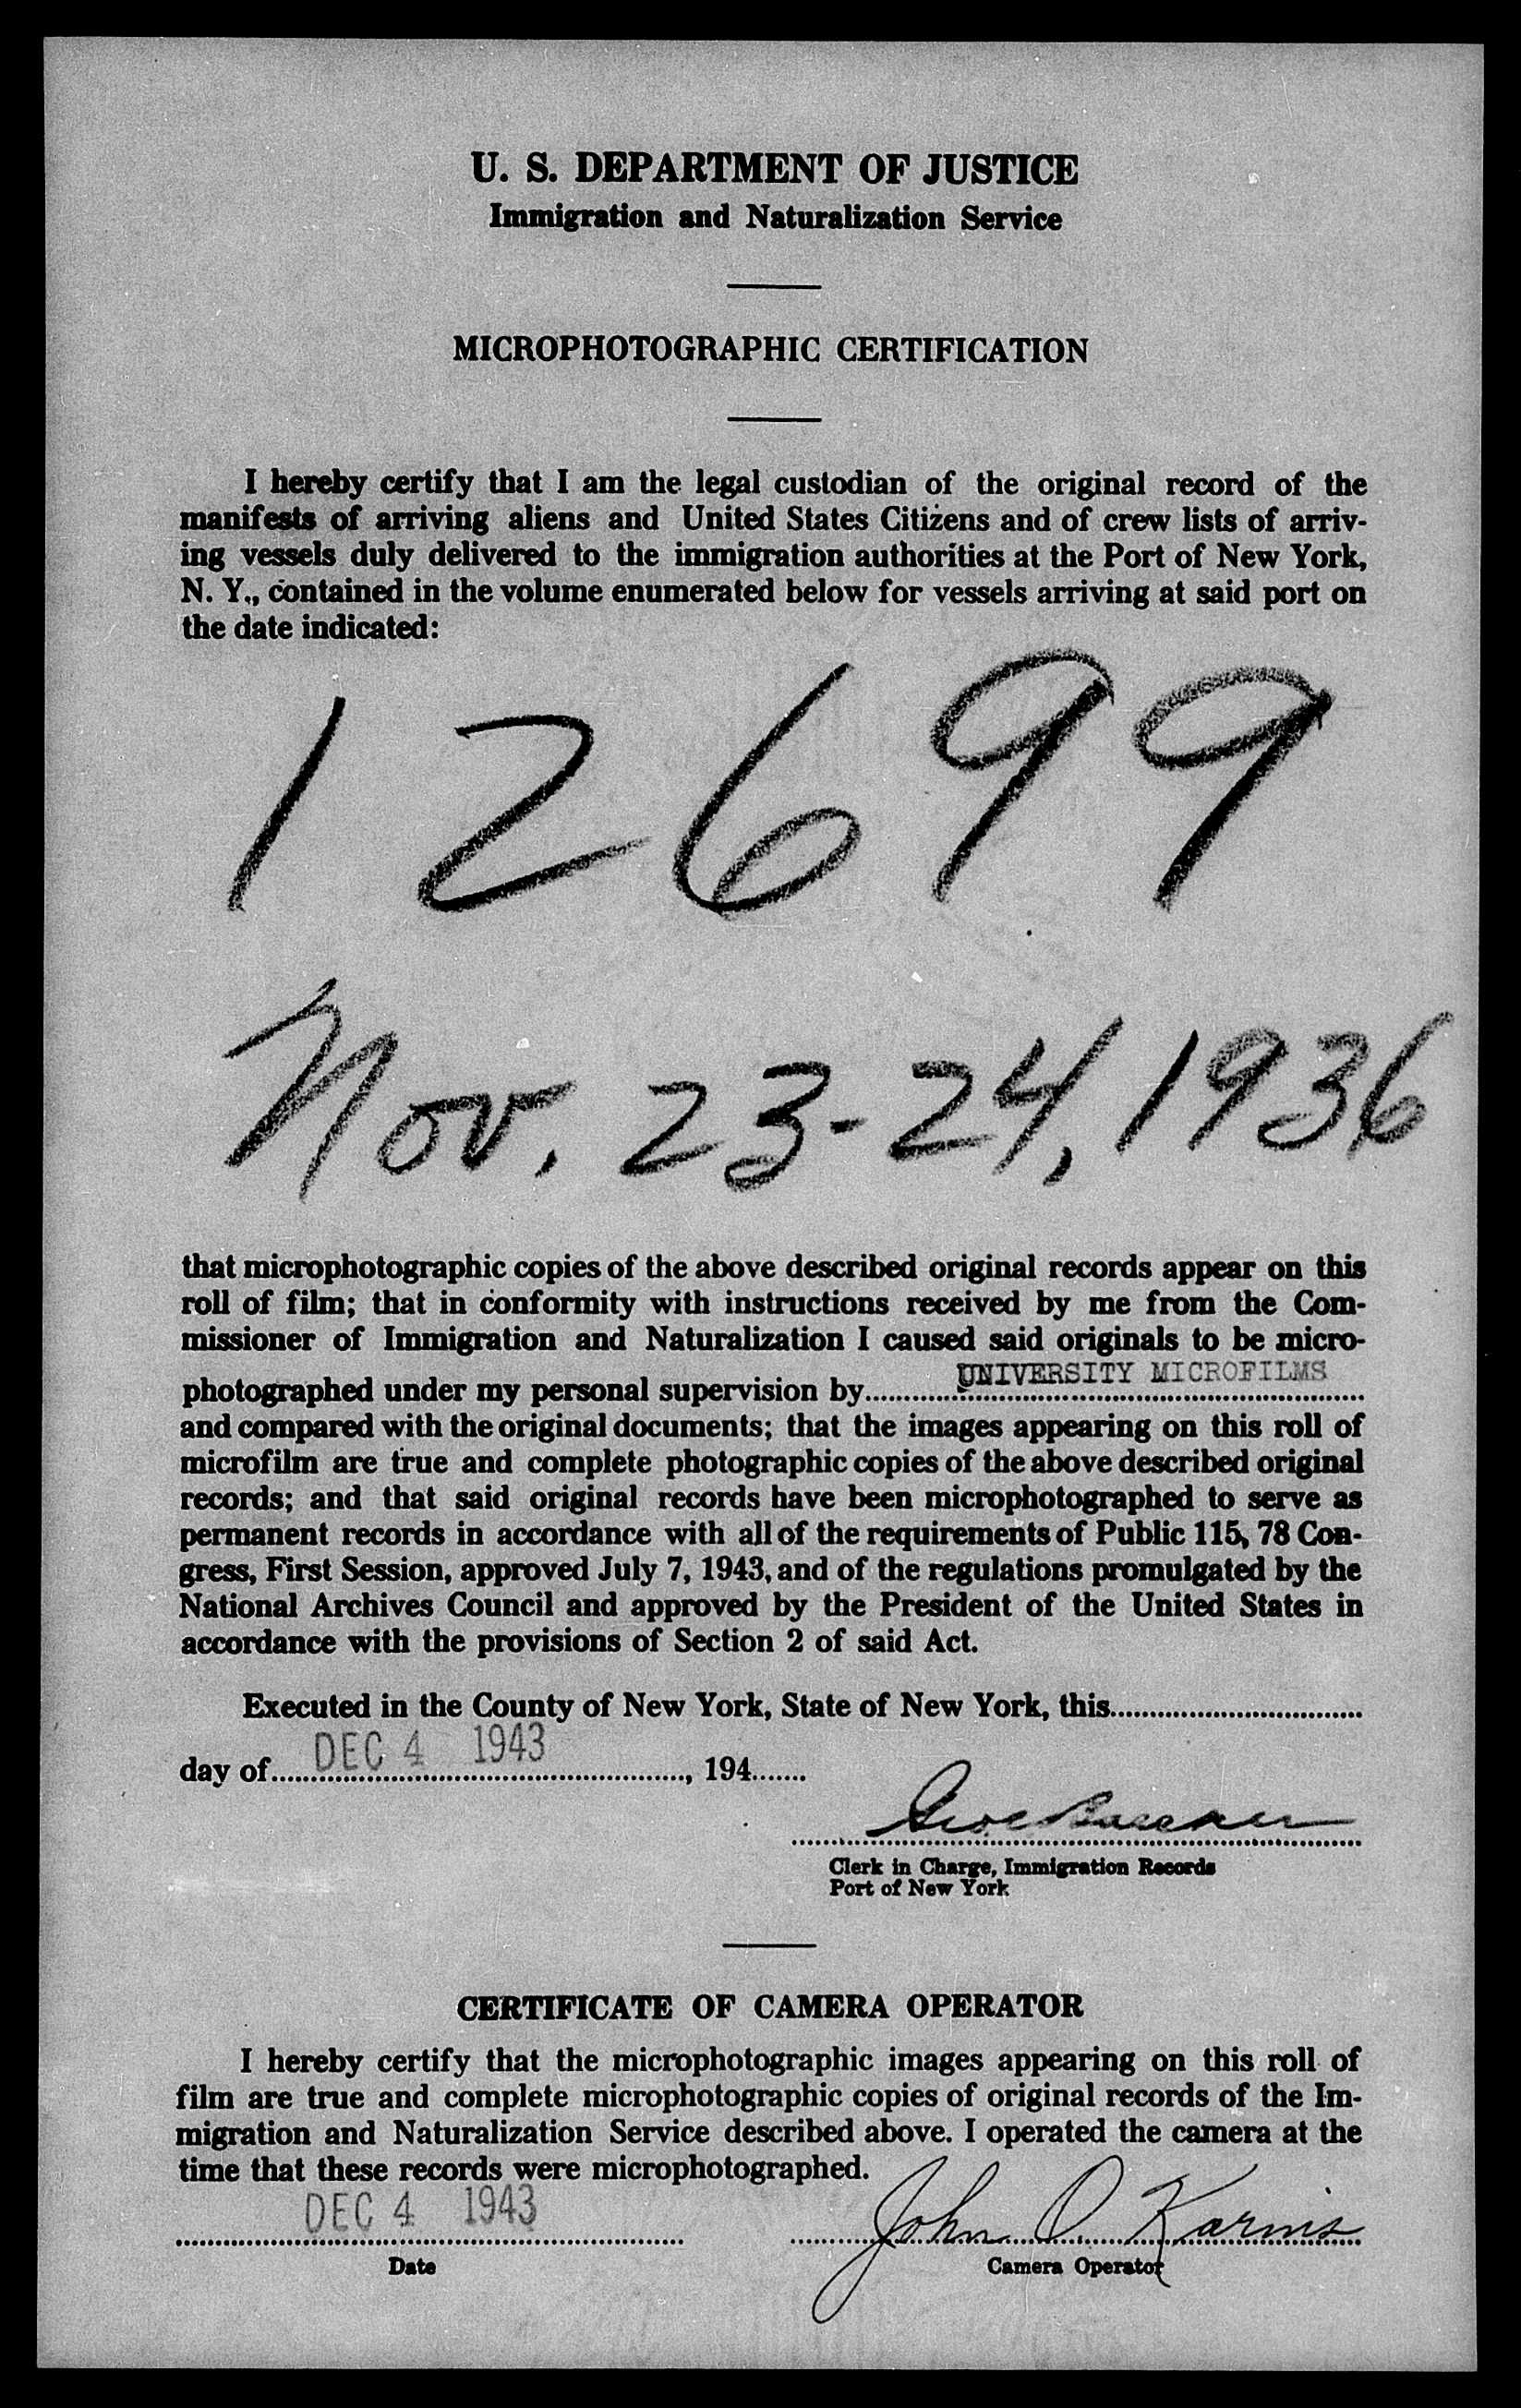 U. S. DEPARTMENT OF JUSTICE
Immigration and Naturalization Service
MICROPHOTOGRAPHIC CERTIFICATION
I hereby certify that I am the legal custodian of the original record of the
manifests of arriving aliens and United States Citizens and of crew lists of arriv-
ing vessels duly delivered to the immigration authorities at the Port of New York,
N. Y., contained in the volume enumerated below for vessels arriving at said port on
the date indicated:
12699
Nov. 23-24, 1936
that microphotographic copies of the above described original records appear on this
roll of film; that in conformity with instructions received by me from the Com-
missioner of Immigration and Naturalization I caused said originals to be micro-
photographed under my personal supervision by UNIVERSITY MICROFILMS
and compared with the original documents; that the images appearing on this roll of
microfilm are true and complete photographic copies of the above described original
records; and that said original records have been microphotographed to serve as
permanent records in accordance with all of the requirements of Public 115, 78 Con-
gress, First Session, approved July 7, 1943, and of the regulations promulgated by the
National Archives Council and approved by the President of the United States in
accordance with the provisions of Section 2 of said Act.
Executed in the County of New York, State of New York, this
day of DEC 4 1943, 194
Clerk in Charge, Immigration Records
Port of New York
CERTIFICATE OF CAMERA OPERATOR
I hereby certify that the microphotographic images appearing on this roll of
film are true and complete microphotographic copies of original records of the Im-
migration and Naturalization Service described above. I operated the camera at the
time that these records were microphotographed.
DEC 4 1943 John O. Karins
Date Camera Operator